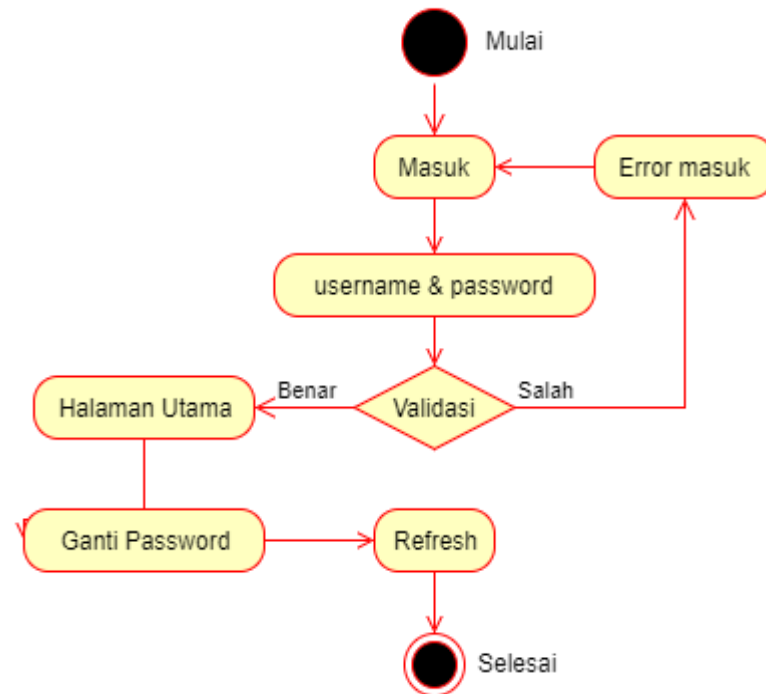 Mulai
Masuk
Error masuk
username & password
Benar
Salah
Halaman Utama
Validasi
Ganti Password
Refresh
Selesai